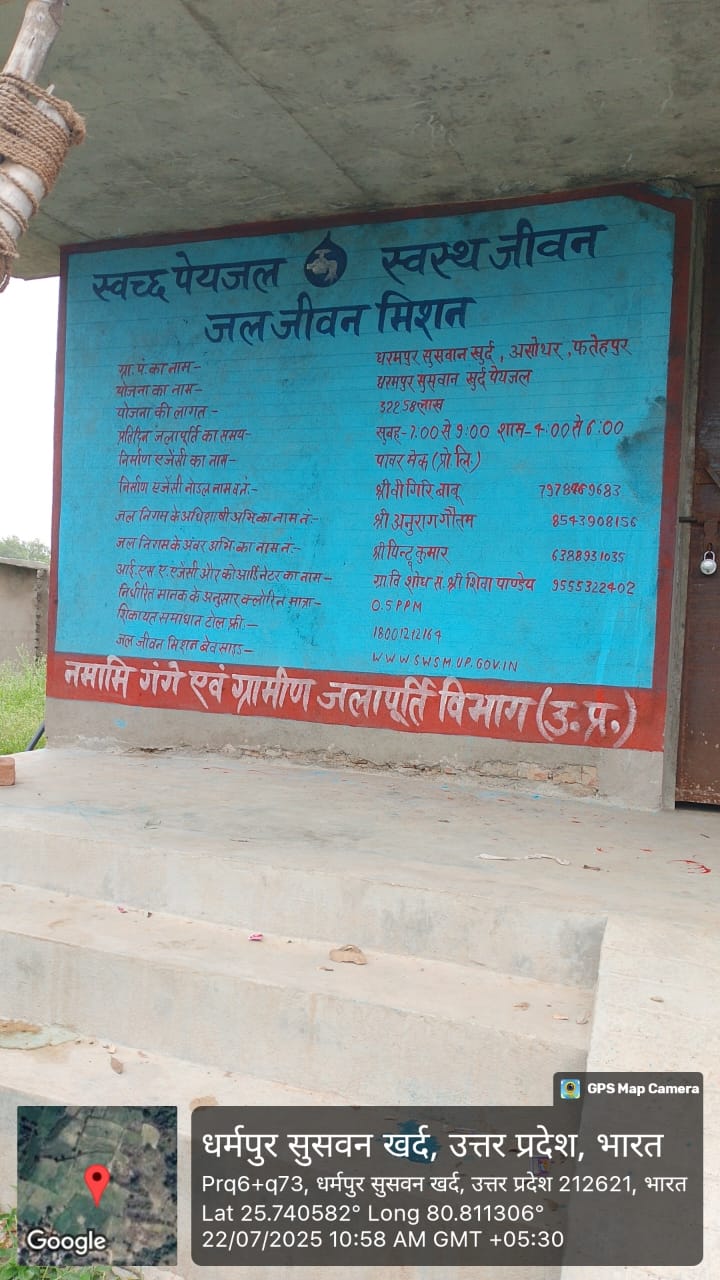 स्वच्छ पेयजल स्वस्थ जीवन
जल जीवन मिशन
ग्रा. पं. का नाम- धरमपुर सुसवान खुर्द, असोथर, फतेहपुर
योजना का नाम- धरमपुर सुसवान खुर्द पेयजल
योजना की लागत- 322.58 लाख
प्रतिदिन जलापूर्ति का समय- सुबह- 7:00 से 9:00 शाम- 4:00 से 6:00
निर्माण एजेंसी का नाम- पावर मेक (प्रो. लि.)
निर्माण एजेंसी नोडल नाम व नं:- श्री वी गिरि बाबू
जल निगम के अधिशाषी अभि का नाम नं:- श्री अनुराग गौतम 8543908156
जल निगम के अवर अभि. का नाम नं:- श्री पिन्टू कुमार 6388931035
आई. एस. ए. एजेंसी और कोआर्डिनेटर का नाम- ग्रा वि शोध सं. श्री शिवा पाण्डेय 9555322402
निर्धारित मानक के अनुसार क्लोरिन मात्रा- 0.5 PPM
शिकायत समाधान टोल फ्री:- 18001212164
जल जीवन मिशन बेवसाइड- WWW.SWSM.UP.GOV.IN
नमामि गंगे एवं ग्रामीण जलापूर्ति विभाग (उ. प्र.)
GPS Map Camera
धर्मपुर सुसवन खर्द, उत्तर प्रदेश, भारत
Prq6+q73, धर्मपुर सुसवन खर्द, उत्तर प्रदेश 212621, भारत
Lat 25.740582° Long 80.811306°
22/07/2025 10:58 AM GMT +05:30
Google